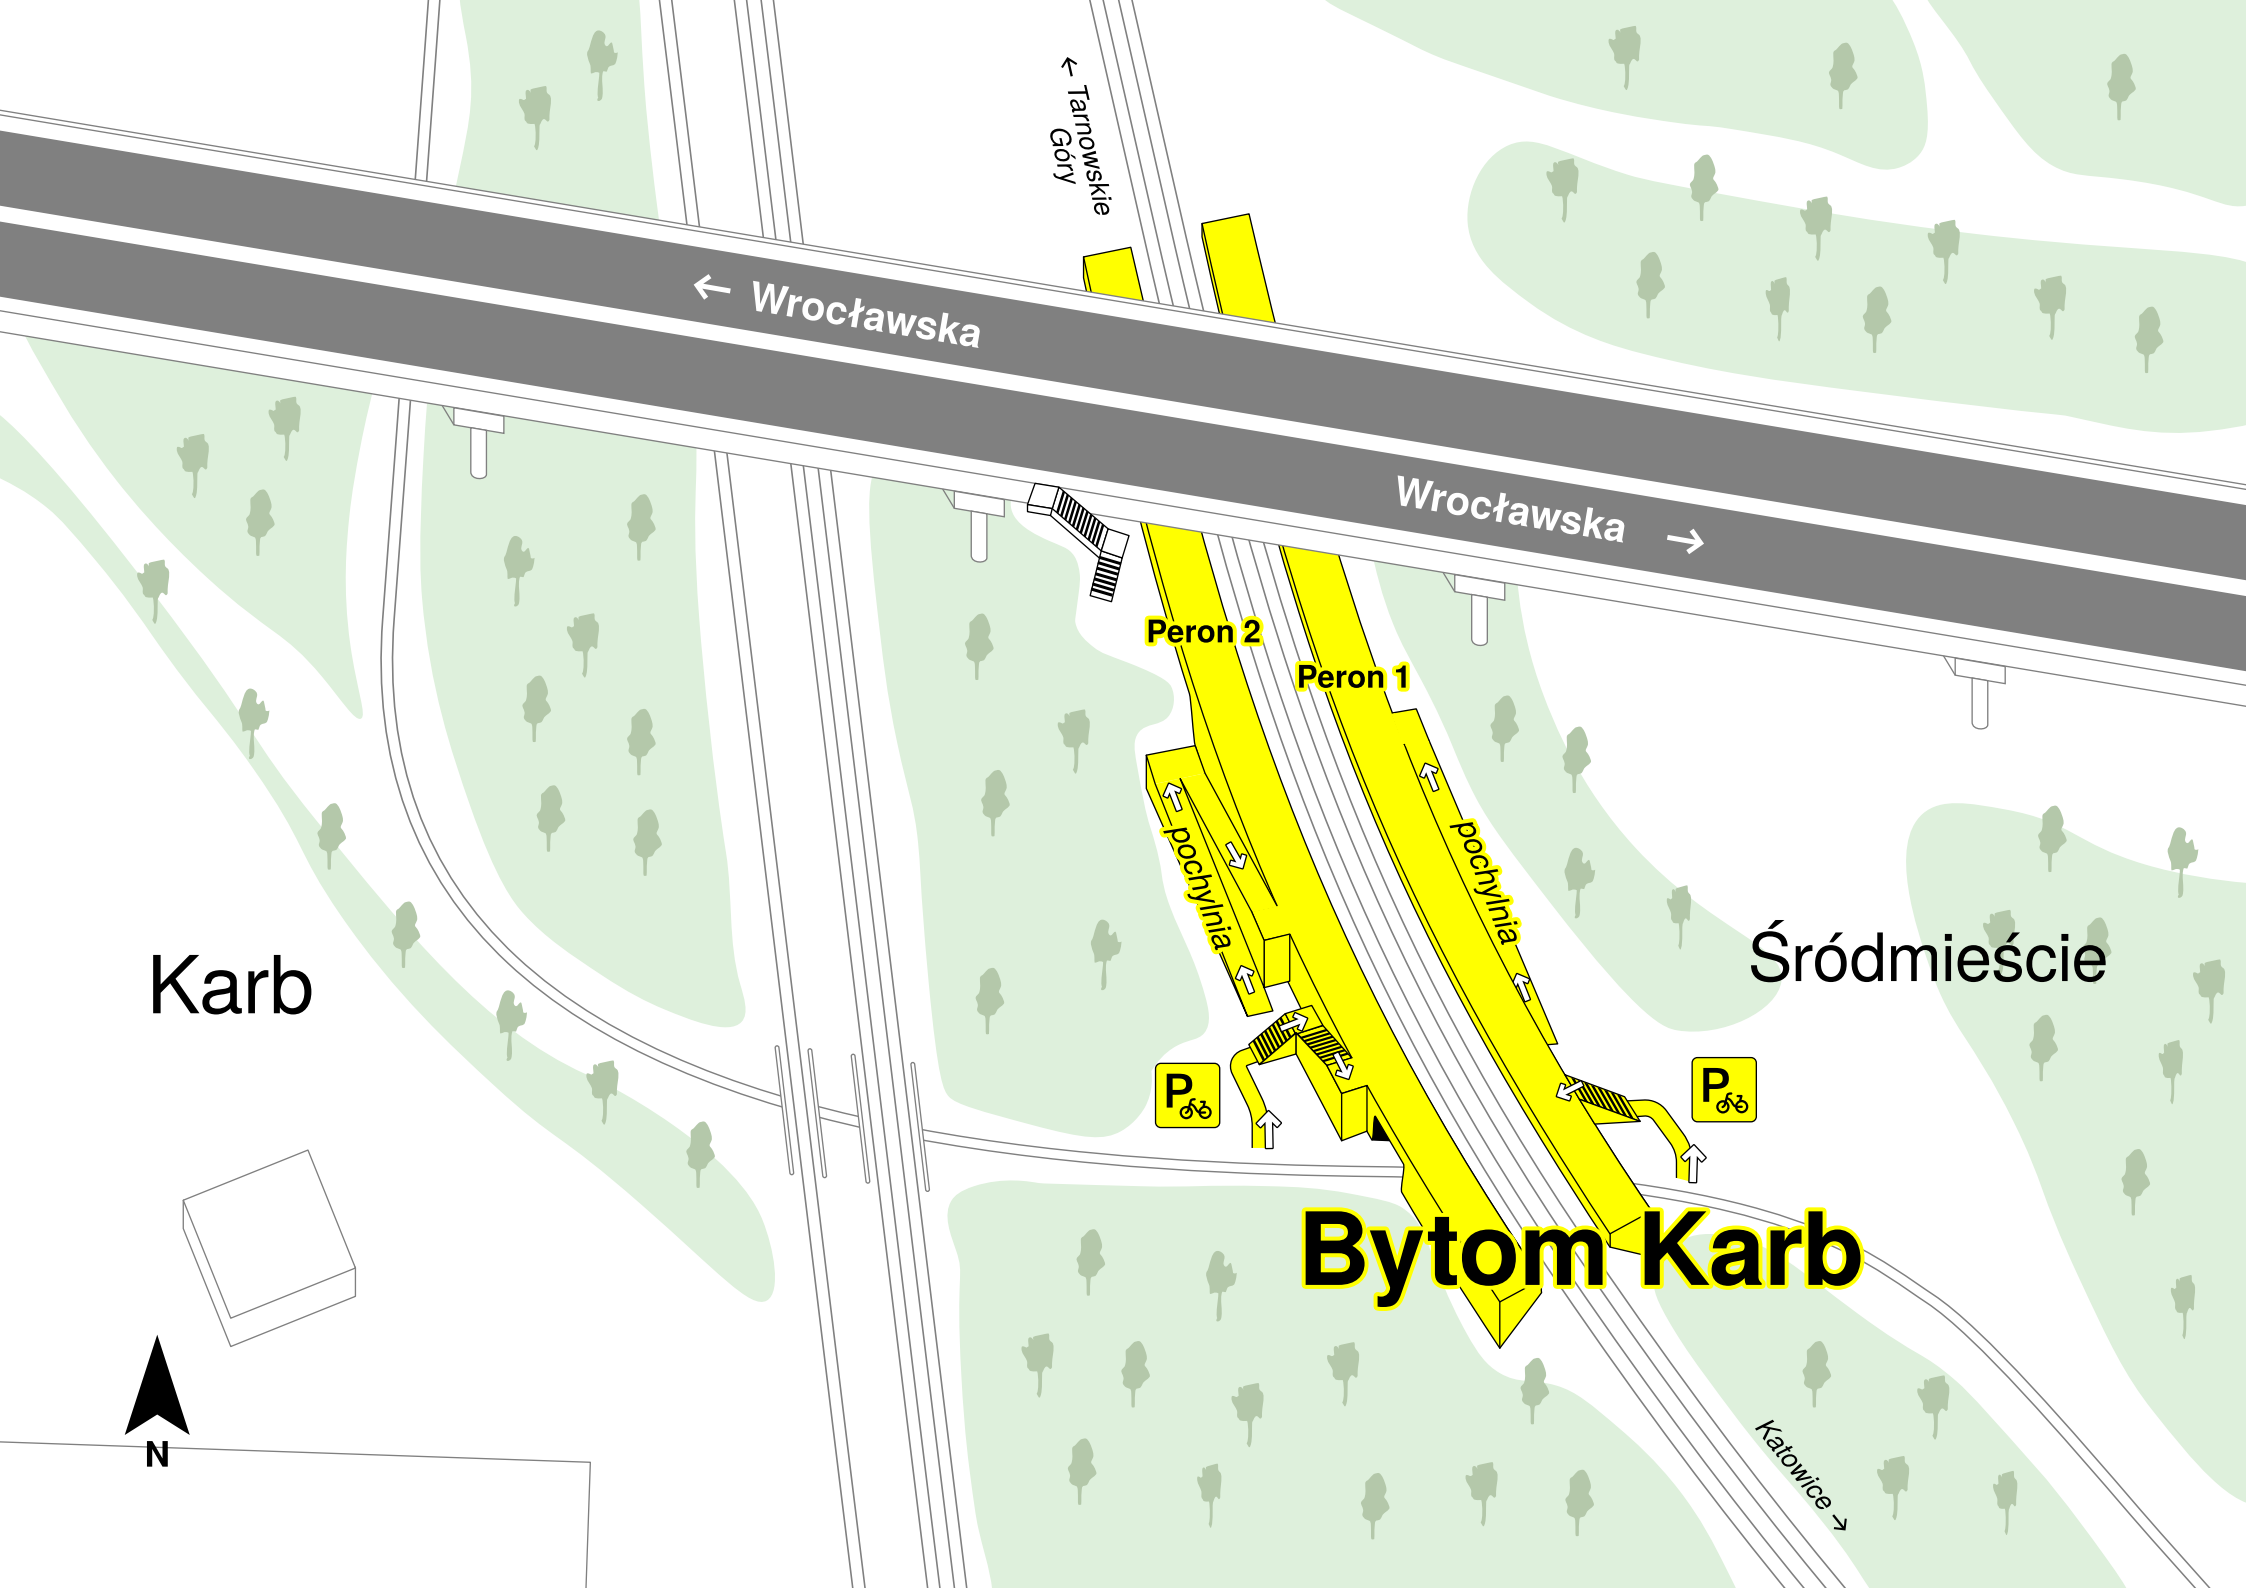 ← Tarnowskie
Góry
← Wrocławska
Wrocławska →
Peron 2
Peron 1
pochylnia
pochylnia
Karb
Śródmieście
P
P
Bytom Karb
N
Katowice →